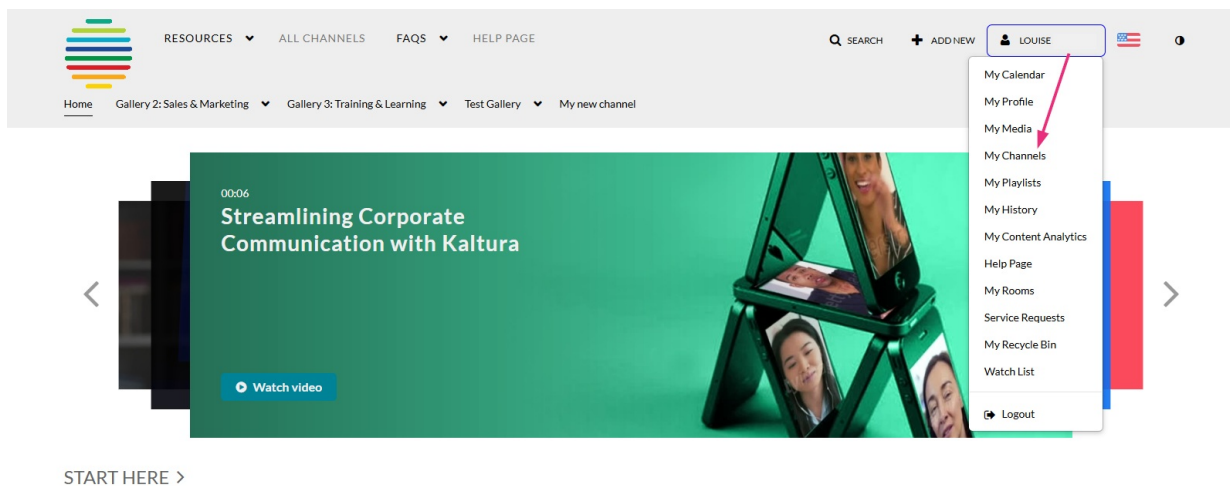 RESOURCES ALL CHANNELS FAQS HELP PAGE SEARCH ADD NEW LOUISE
Home Gallery 2: Sales & Marketing Gallery 3: Training & Learning Test Gallery My new channel
My Calendar
My Profile
My Media
My Channels
My Playlists
My History
My Content Analytics
Help Page
My Rooms
Service Requests
My Recycle Bin
Watch List
Logout
00:06
Streamlining Corporate
Communication with Kaltura
Watch video
START HERE >